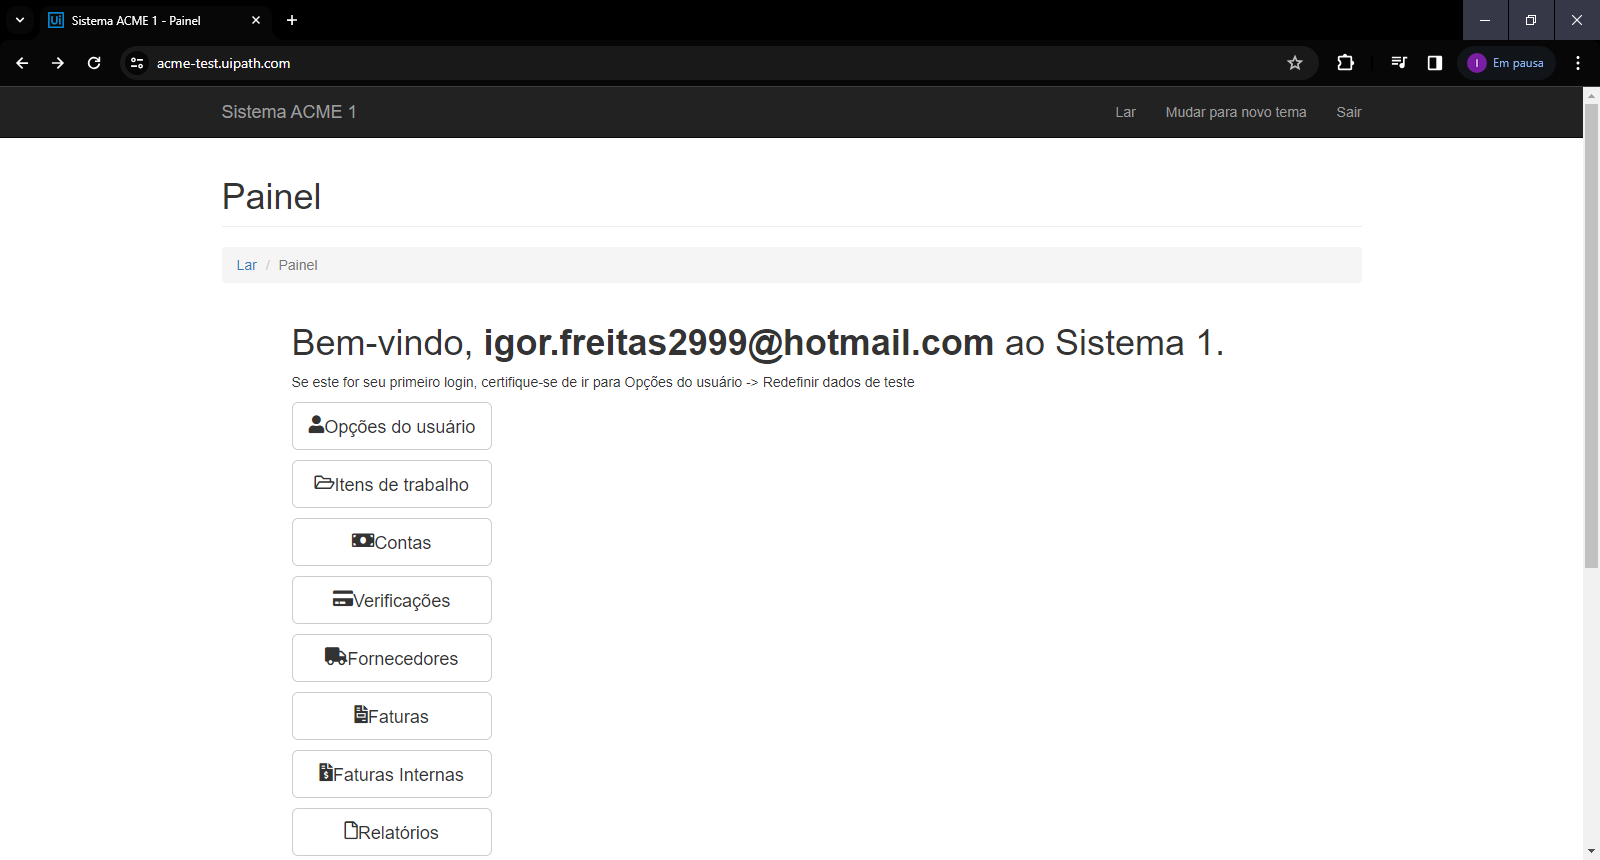 Sistema ACME 1 - Painel
acme-test.uipath.com
Em pausa
Sistema ACME 1
Lar
Mudar para novo tema
Sair
Painel
Lar / Painel
Bem-vindo, igor.freitas2999@hotmail.com ao Sistema 1.
Se este for seu primeiro login, certifique-se de ir para Opções do usuário -> Redefinir dados de teste
Opções do usuário
Itens de trabalho
Contas
Verificações
Fornecedores
Faturas
Faturas Internas
Relatórios